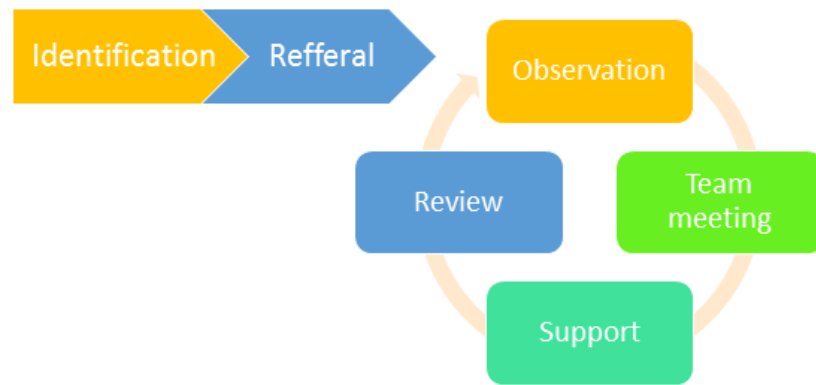 Identification
Refferal
Observation
Team
meeting
Support
Review